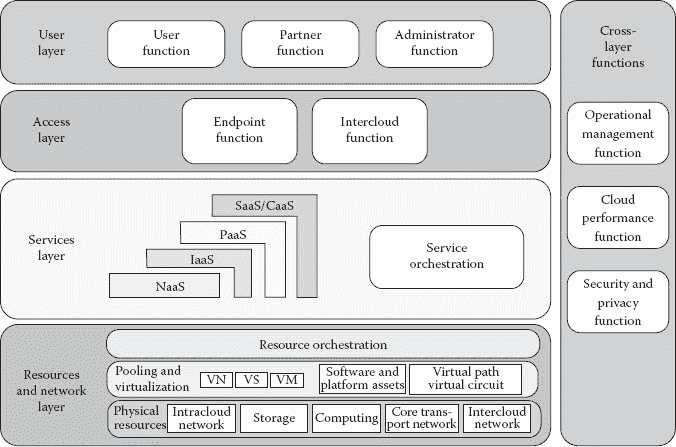 User
layer
User
function
Partner
function
Administrator
function
Access
layer
Endpoint
function
Intercloud
function
Services
layer
SaaS/CaaS
PaaS
IaaS
NaaS
Service
orchestration
Resources
and network
layer
Resource orchestration
Pooling and
virtualization
VN
VS
VM
Software and
platform assets
Virtual path
virtual circuit
Physical
resources
Intracloud
network
Storage
Computing
Core trans-
port network
Intercloud
network
Cross-
layer
functions
Operational
management
function
Cloud
performance
function
Security and
privacy
function